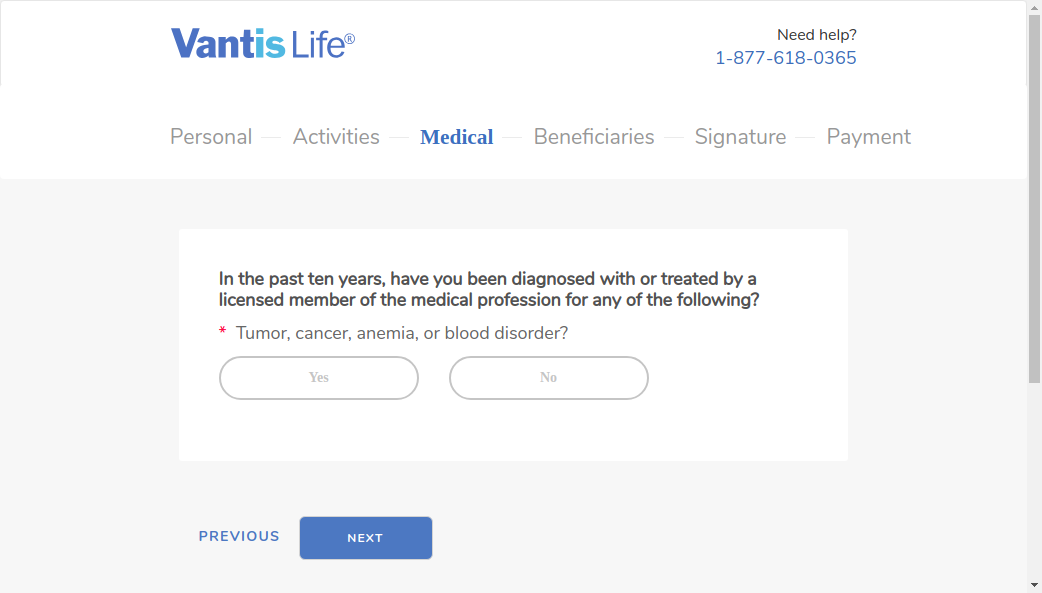 Vantis Life®
Need help?
1-877-618-0365
Personal
Activities
Medical
Beneficiaries
Signature
Payment
In the past ten years, have you been diagnosed with or treated by a
licensed member of the medical profession for any of the following?
* Tumor, cancer, anemia, or blood disorder?
Yes
No
PREVIOUS
NEXT